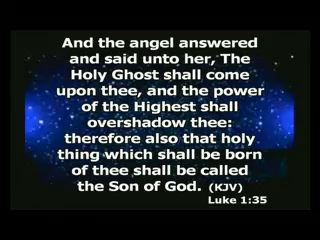 And the angel answered
and said unto her, The
Holy Ghost shall come
upon thee, and the power
of the Highest shall
overshadow thee:
therefore also that holy
thing which shall be born
of thee shall be called
the Son of God. (KJV)
Luke 1:35